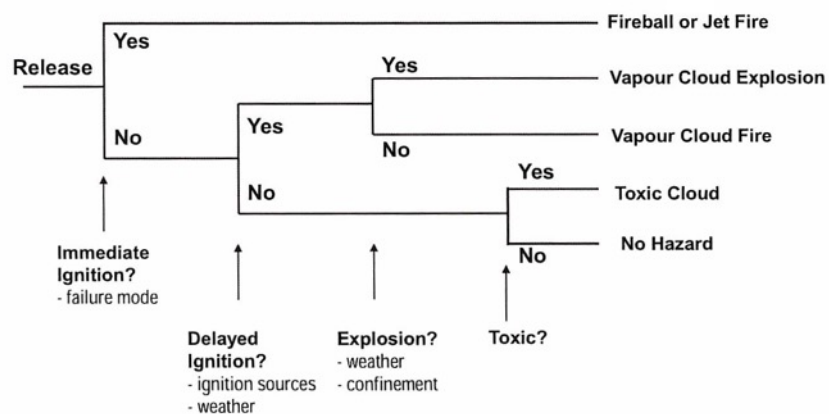 Release
Yes
No
Fireball or Jet Fire
Yes
No
Yes
No
Vapour Cloud Explosion
Vapour Cloud Fire
Yes
No
Toxic Cloud
No Hazard
Immediate
Ignition?
- failure mode
Delayed
Ignition?
- ignition sources
- weather
Explosion?
- weather
- confinement
Toxic?